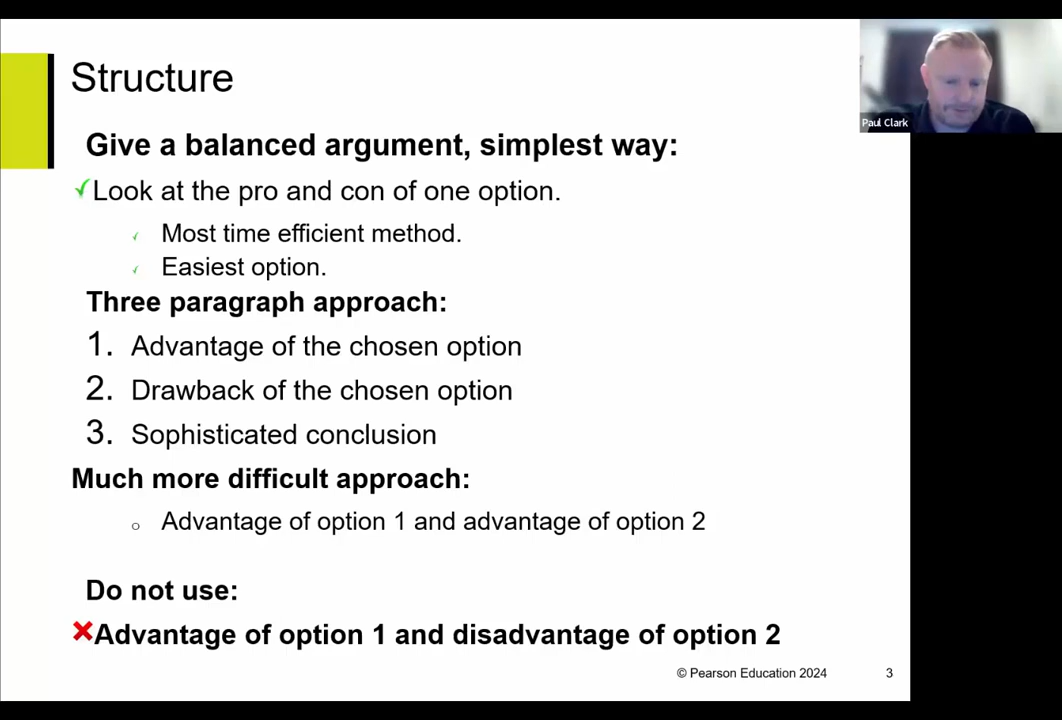 Structure
Paul Clark
Give a balanced argument, simplest way:
✓Look at the pro and con of one option.
✓ Most time efficient method.
✓ Easiest option.
Three paragraph approach:
1. Advantage of the chosen option
2. Drawback of the chosen option
3. Sophisticated conclusion
Much more difficult approach:
o Advantage of option 1 and advantage of option 2
Do not use:
×Advantage of option 1 and disadvantage of option 2
© Pearson Education 2024 3